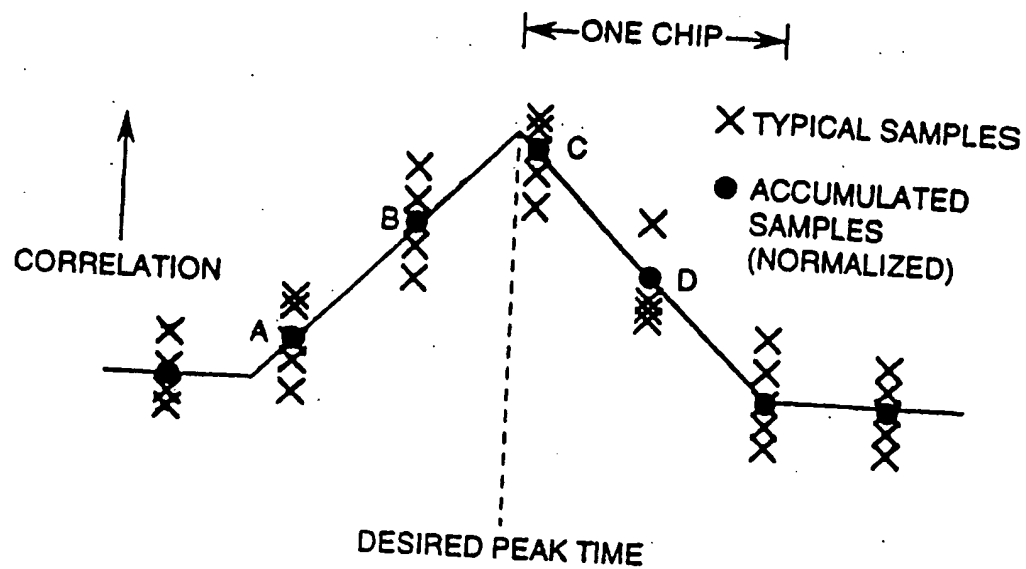 ONE CHIP
TYPICAL SAMPLES
C
ACCUMULATED
SAMPLES
(NORMALIZED)
B
CORRELATION
D
A
DESIRED PEAK TIME